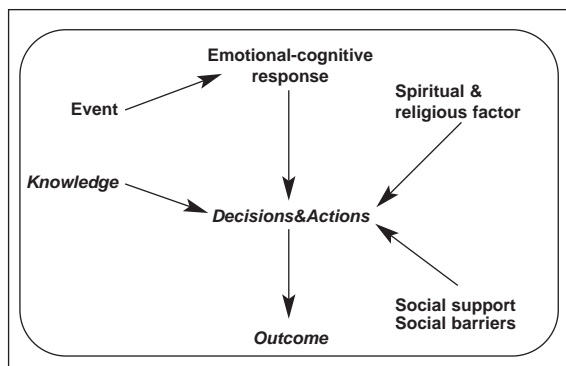 Emotional-cognitive
response
Event
Spiritual &
religious factor
Knowledge
Decisions&Actions
Social support
Social barriers
Outcome